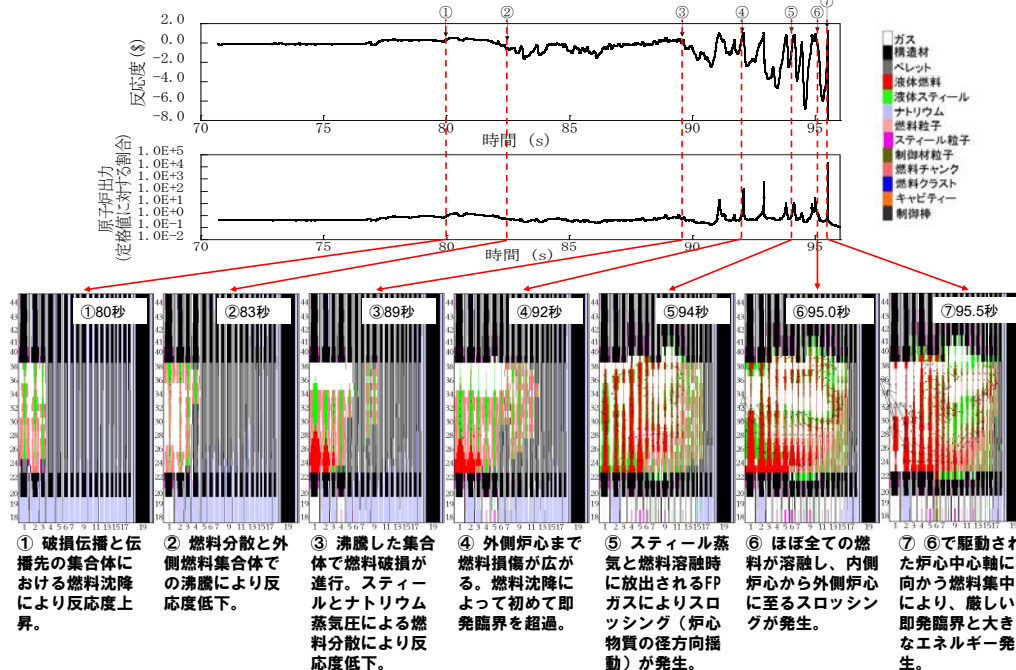 ① ② ③ ④ ⑤ ⑥ ⑦
2.0
0.0
-2.0
-4.0
-6.0
-8.0
反応度($)
70 75 80 85 90 95
時間 (s)
1.0E+5
1.0E+4
1.0E+3
1.0E+2
1.0E+1
1.0E+0
1.0E-1
1.0E-2
原子炉出力
(定格値に対する割合)
70 75 80 85 90 95
時間 (s)
ガス
構造材
ペレット
液体燃料
液体スティール
ナトリウム
燃料粒子
スティール粒子
制御材粒子
燃料チャンク
燃料クラスト
キャビティー
制御棒
①80秒
②83秒
③89秒
④92秒
⑤94秒
⑥95.0秒
⑦95.5秒
① 破損伝播と伝
播先の集合体に
おける燃料沈降
により反応度上
昇。
② 燃料分散と外
側燃料集合体で
の沸騰により反
応度低下。
③ 沸騰した集合
体で燃料破損が
進行。スティー
ルとナトリウム
蒸気圧による燃
料分散により反
応度低下。
④ 外側炉心まで
燃料損傷が広
がる。燃料沈降に
よって初めて即
発臨界を超過。
⑤ スティール蒸
気と燃料溶融時
に放出されるFP
ガスによりスロ
ッシング(炉心
物質の径方向揺
動)が発生。
⑥ ほぼ全ての燃
料が溶融し、内側
炉心から外側炉心
に至るスロッシン
グが発生。
⑦ ⑥で駆動され
た炉心中心軸に
向かう燃料集中
により、厳しい
即発臨界と大き
なエネルギー発
生。